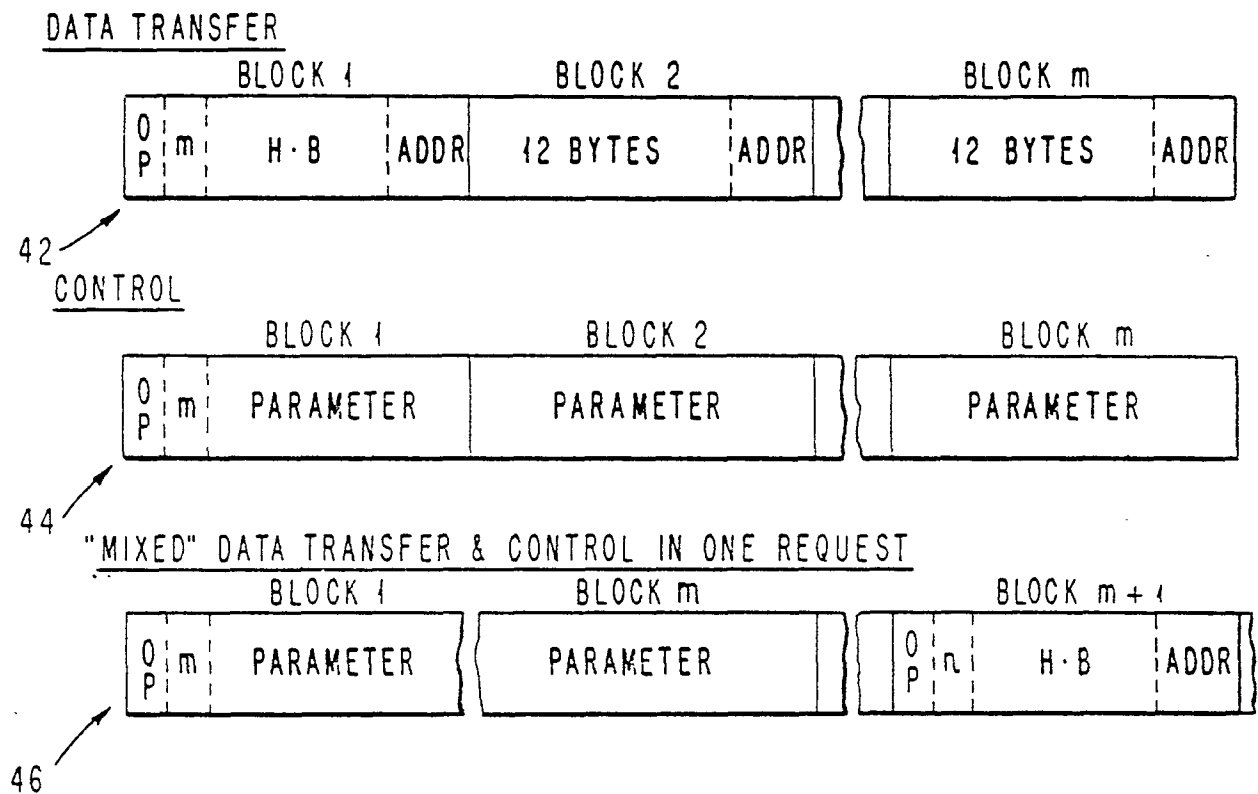 DATA TRANSFER
BLOCK 1 BLOCK 2 BLOCK m
OP m H·B ADDR 12 BYTES ADDR 12 BYTES ADDR
42
CONTROL
BLOCK 1 BLOCK 2 BLOCK m
OP m PARAMETER PARAMETER PARAMETER
44
"MIXED" DATA TRANSFER & CONTROL IN ONE REQUEST
BLOCK 1 BLOCK m BLOCK m+1
OP m PARAMETER PARAMETER OP n H·B ADDR
46